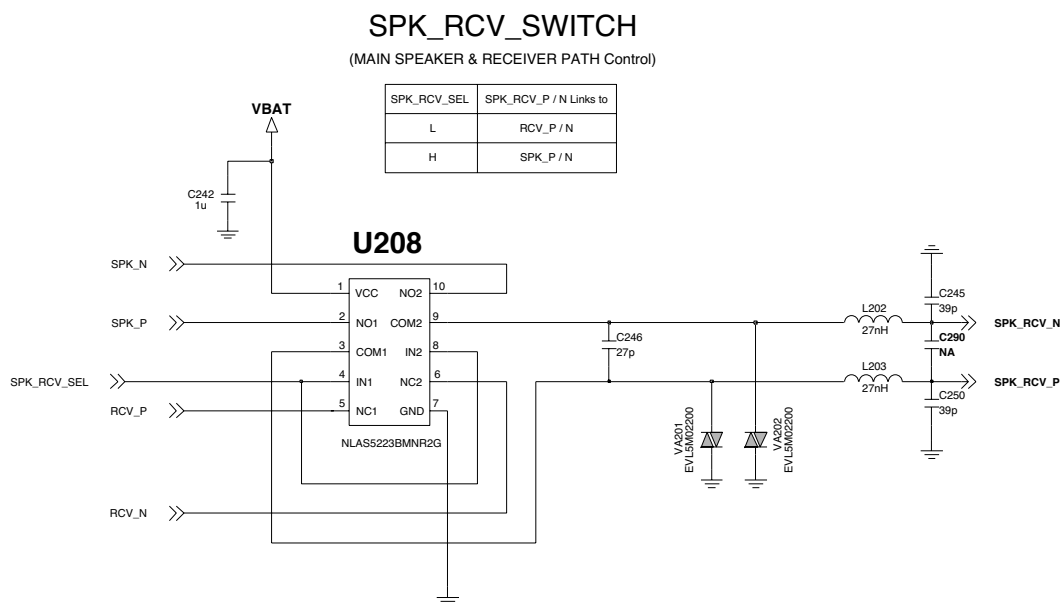 SPK_RCV_SWITCH
(MAIN SPEAKER & RECEIVER PATH Control)
SPK_RCV_SEL SPK_RCV_P / N Links to
L RCV_P / N
H SPK_P / N
VBAT
C242
1u
U208
SPK_N
1 VCC NO2 10
SPK_P
2 NO1 COM2 9
3 COM1 IN2 8
SPK_RCV_SEL
4 IN1 NC2 6
RCV_P
5 NC1 GND 7
NLAS5223BMNR2G
RCV_N
C246
27p
VA201
EVL5M02200
VA202
EVL5M02200
L202
27nH
L203
27nH
C245
39p
SPK_RCV_N
C290
NA
SPK_RCV_P
C250
39p